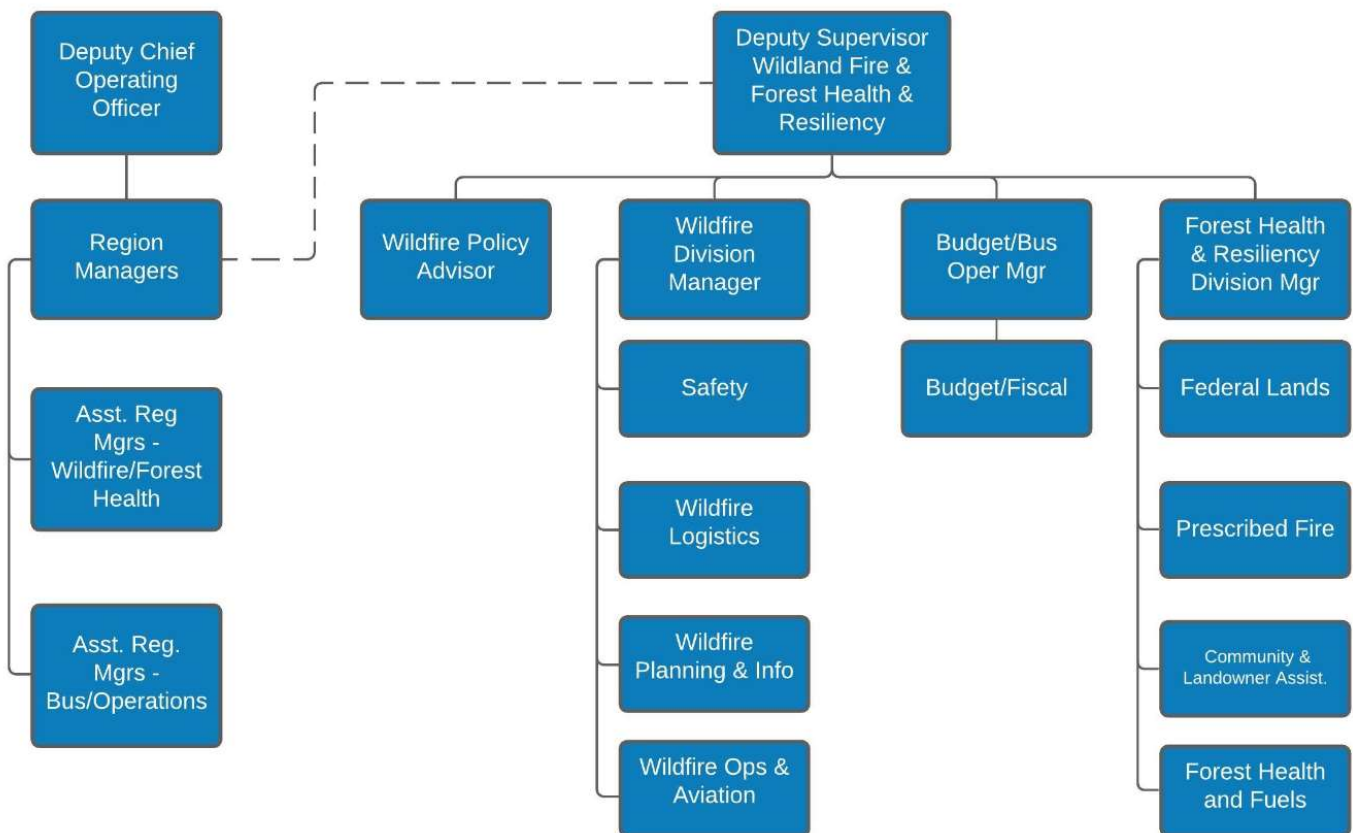 Deputy Chief
Operating
Officer
Deputy Supervisor
Wildland Fire &
Forest Health &
Resiliency
Region
Managers
Wildfire Policy
Advisor
Wildfire
Division
Manager
Budget/Bus
Oper Mgr
Forest Health
& Resiliency
Division Mgr
Asst. Reg
Mgrs -
Wildfire/Forest
Health
Safety
Budget/Fiscal
Federal Lands
Wildfire
Logistics
Prescribed Fire
Asst. Reg.
Mgrs -
Bus/Operations
Wildfire
Planning & Info
Community &
Landowner Assist.
Wildfire Ops &
Aviation
Forest Health
and Fuels